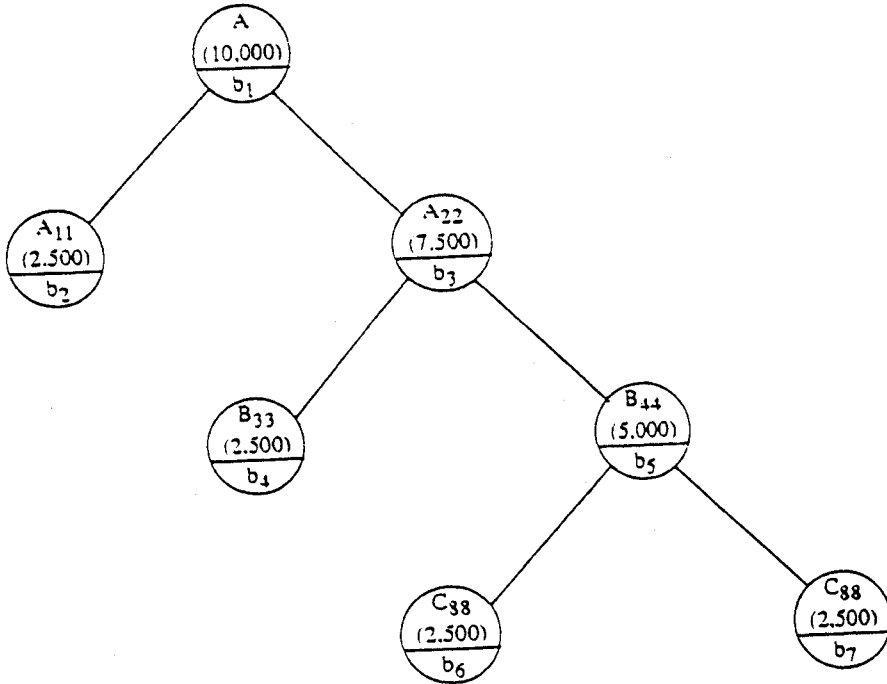 A
(10,000)
b1
A11
(2.500)
b2
A22
(7.500)
b3
B33
(2.500)
b4
B44
(5.000)
b5
C88
(2.500)
b6
C88
(2,500)
b7